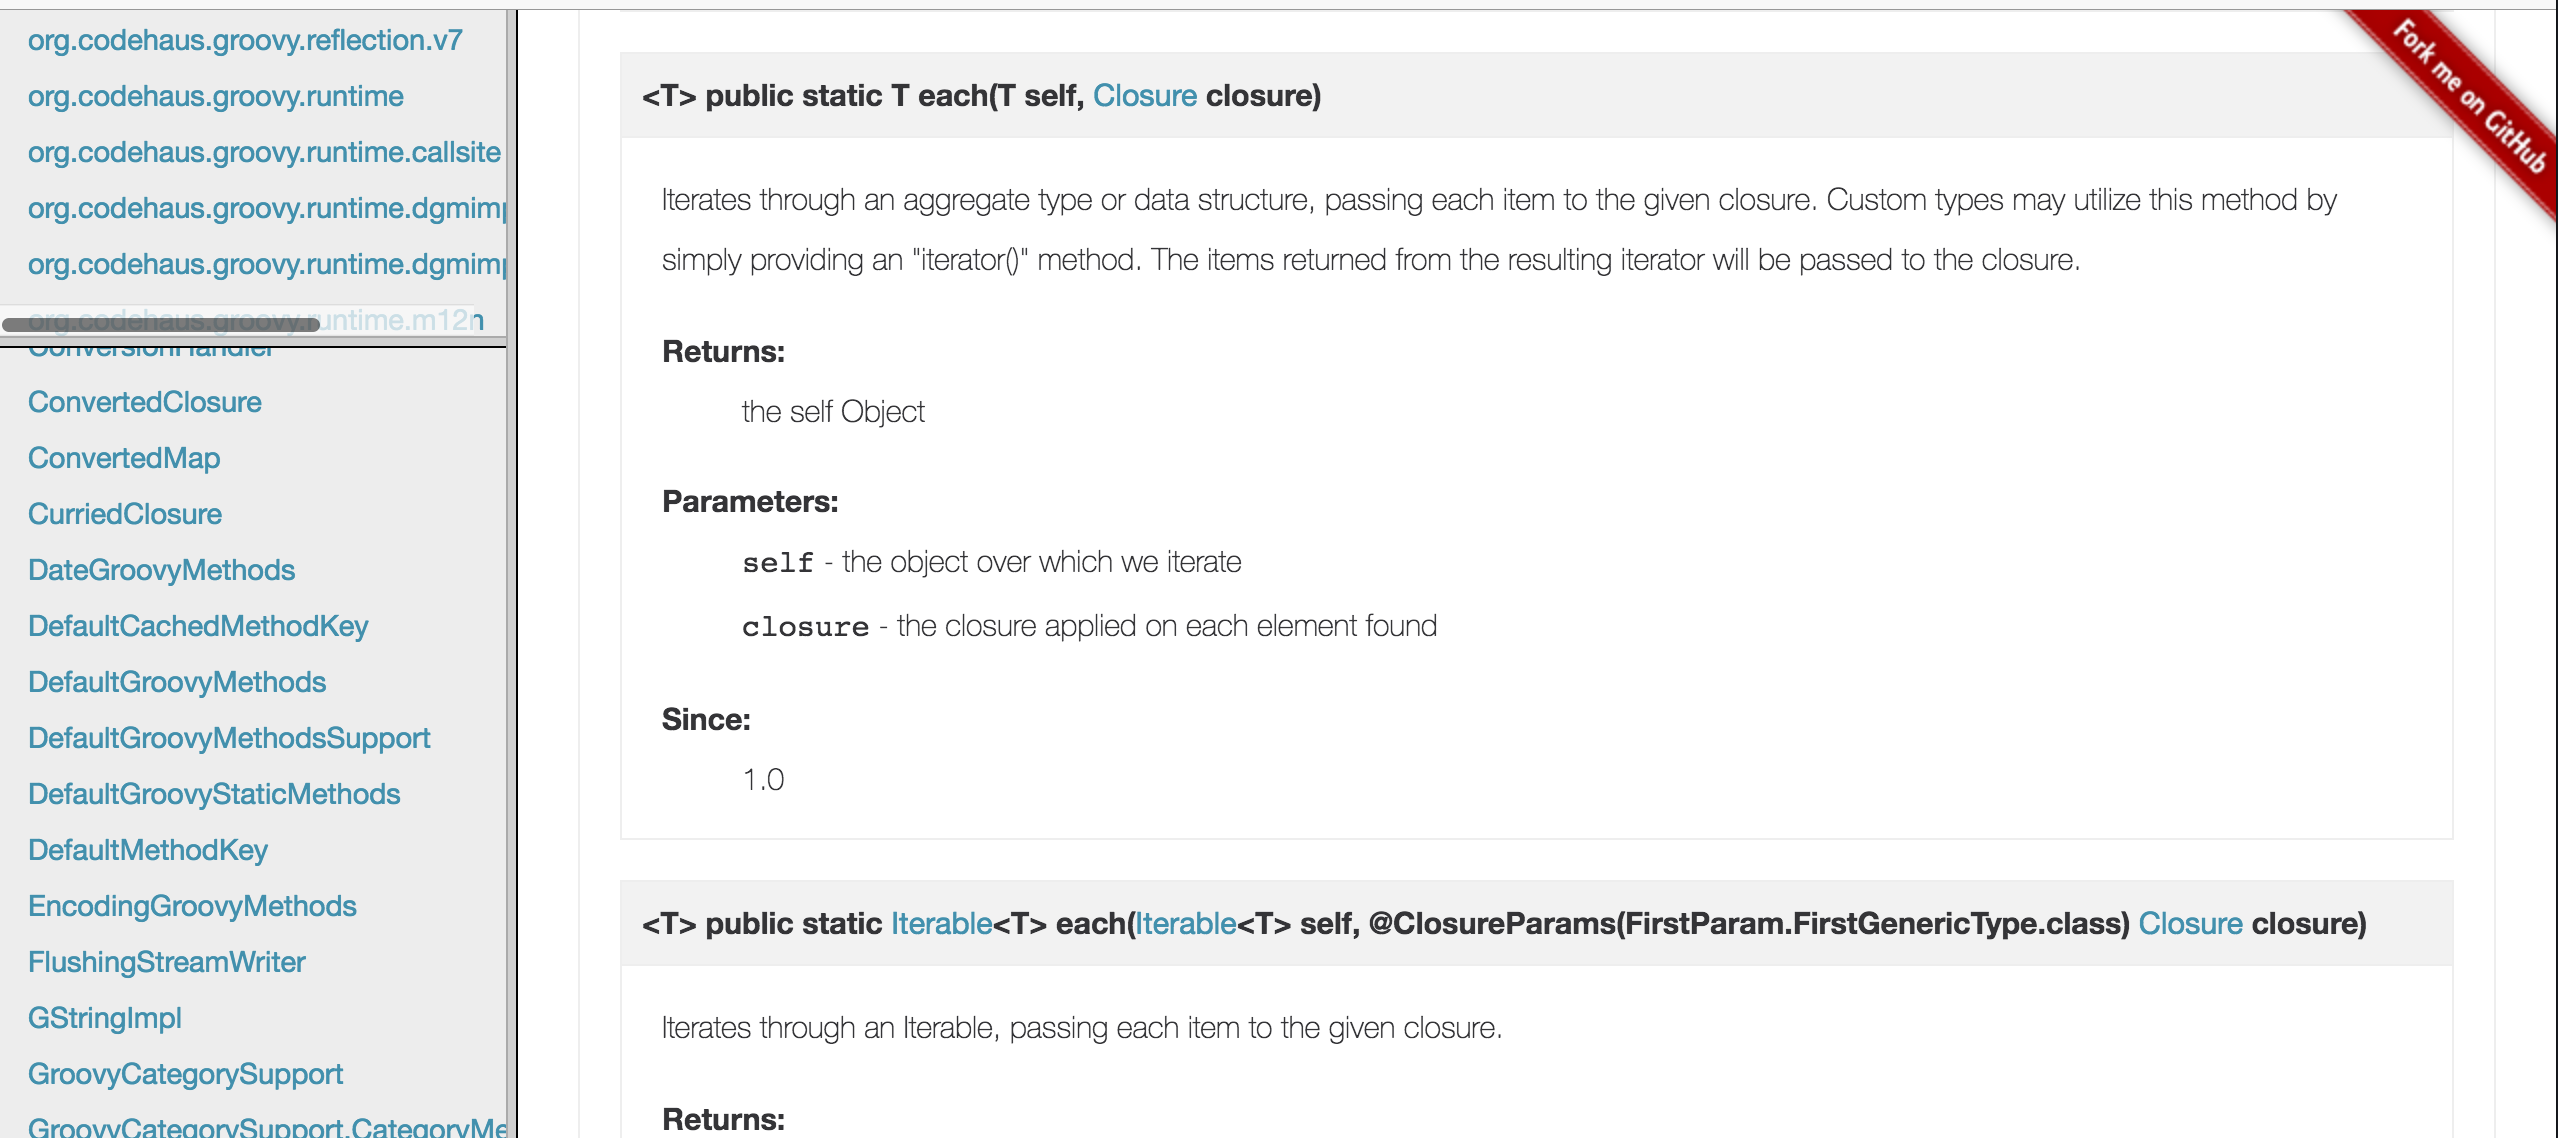 org.codehaus.groovy.reflection.v7
org.codehaus.groovy.runtime
org.codehaus.groovy.runtime.callsite
org.codehaus.groovy.runtime.dgmimp
org.codehaus.groovy.runtime.dgmimp
org.codehaus.groovy.runtime.m12n
ConversionHandler
ConvertedClosure
ConvertedMap
CurriedClosure
DateGroovyMethods
DefaultCachedMethodKey
DefaultGroovyMethods
DefaultGroovyMethodsSupport
DefaultGroovyStaticMethods
DefaultMethodKey
EncodingGroovyMethods
FlushingStreamWriter
GStringImpl
GroovyCategorySupport
GroovyCategorySupport.CategoryMe
<T> public static T each(T self, Closure closure)
Iterates through an aggregate type or data structure, passing each item to the given closure. Custom types may utilize this method by
simply providing an "iterator()" method. The items returned from the resulting iterator will be passed to the closure.
Returns:
the self Object
Parameters:
self - the object over which we iterate
closure - the closure applied on each element found
Since:
1.0
<T> public static Iterable<T> each(Iterable<T> self, @ClosureParams(FirstParam.FirstGenericType.class) Closure closure)
Iterates through an Iterable, passing each item to the given closure.
Returns:
Fork me on GitHub